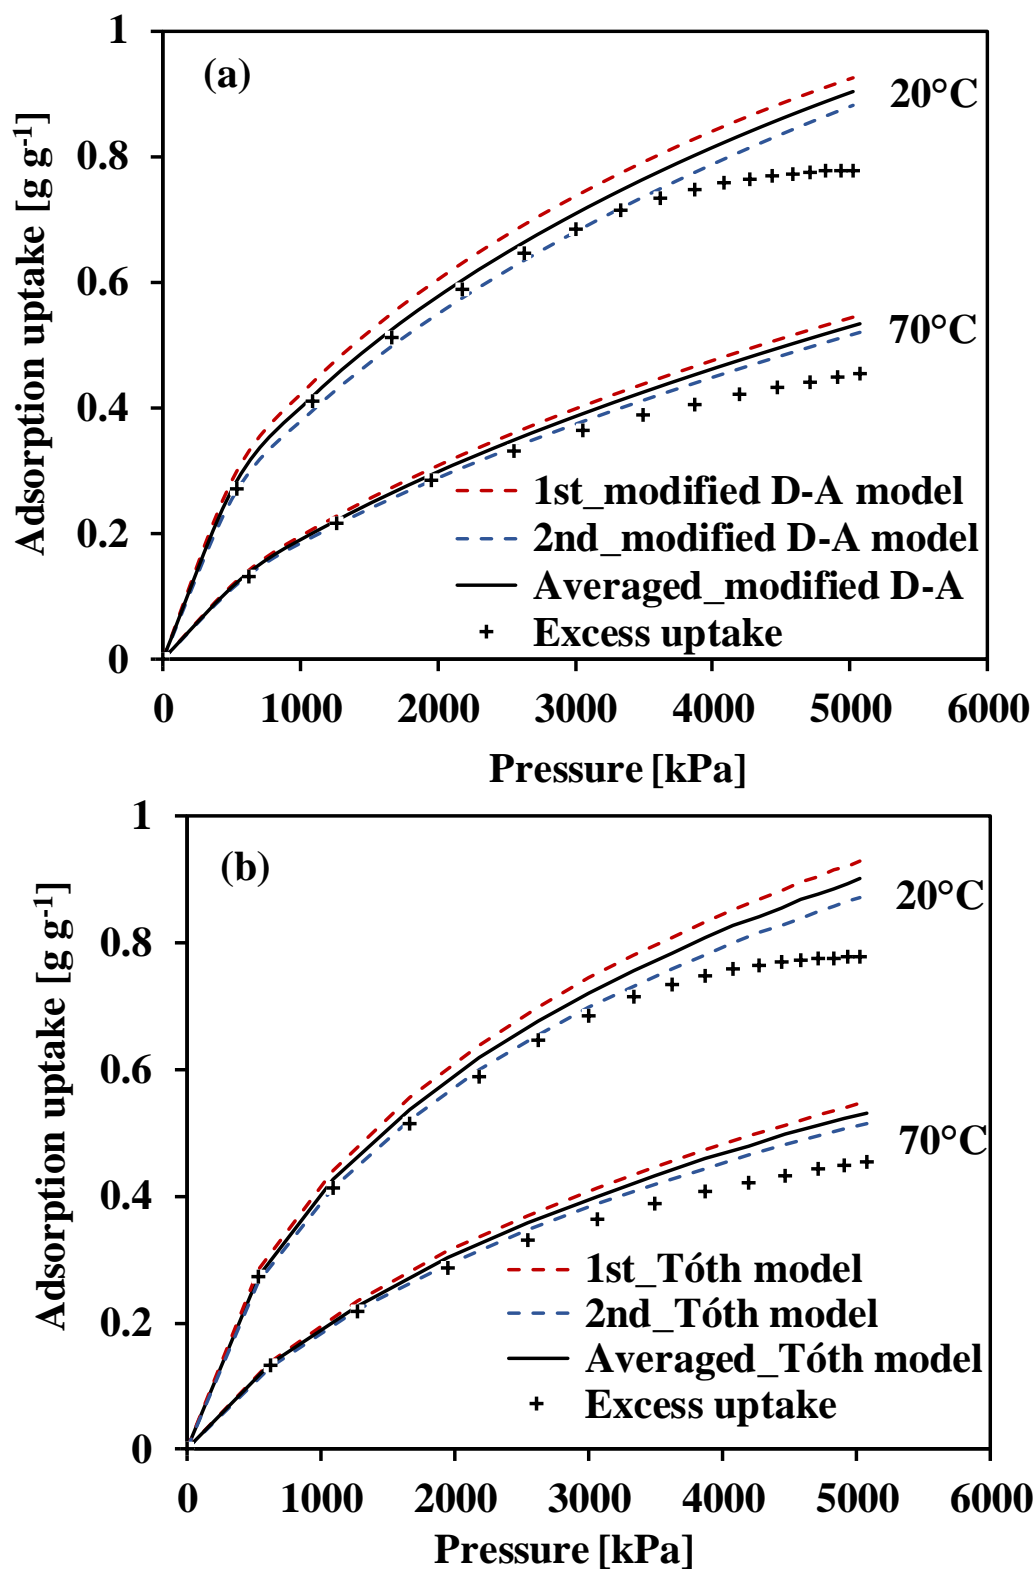 (a)
Adsorption uptake [g g⁻¹]
1
0.8
0.6
0.4
0.2
0
20°C
70°C
1st_modified D-A model
2nd_modified D-A model
Averaged_modified D-A
Excess uptake
0 1000 2000 3000 4000 5000 6000
Pressure [kPa]
(b)
Adsorption uptake [g g⁻¹]
1
0.8
0.6
0.4
0.2
0
20°C
70°C
1st_Tóth model
2nd_Tóth model
Averaged_Tóth model
Excess uptake
0 1000 2000 3000 4000 5000 6000
Pressure [kPa]